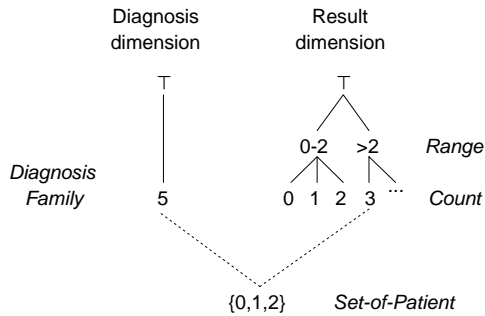 Diagnosis dimension
Result dimension
⊤ ⊤
0-2 >2 Range
Diagnosis Family
5 0 1 2 3 ... Count
{0,1,2} Set-of-Patient